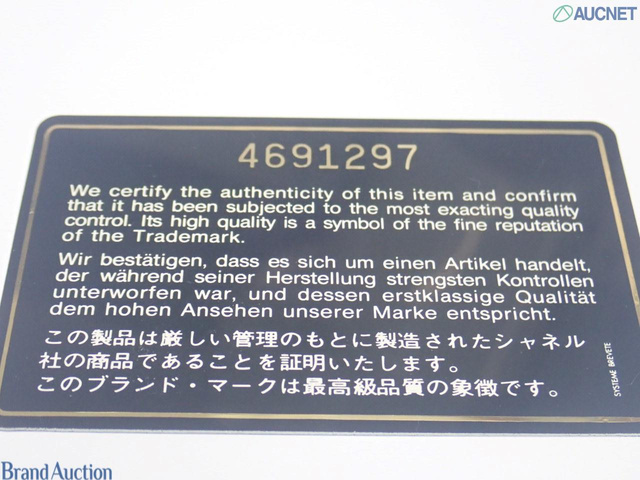 AUCNET
4691297
We certify the authenticity of this item and confirm
that it has been subjected to the most exacting quality
control. Its high quality is a symbol of the fine reputation
of the Trademark.
Wir bestätigen, dass es sich um einen Artikel handelt,
der während seiner Herstellung strengsten Kontrollen
unterworfen war, und dessen erstklassige Qualität
dem hohen Ansehen unserer Marke entspricht.
この製品は厳しい管理のもとに製造されたシャネル
社の商品であることを証明いたします。
このブランド・マークは最高級品質の象徴です。
SYSTEME BREVETE
Brand Auction